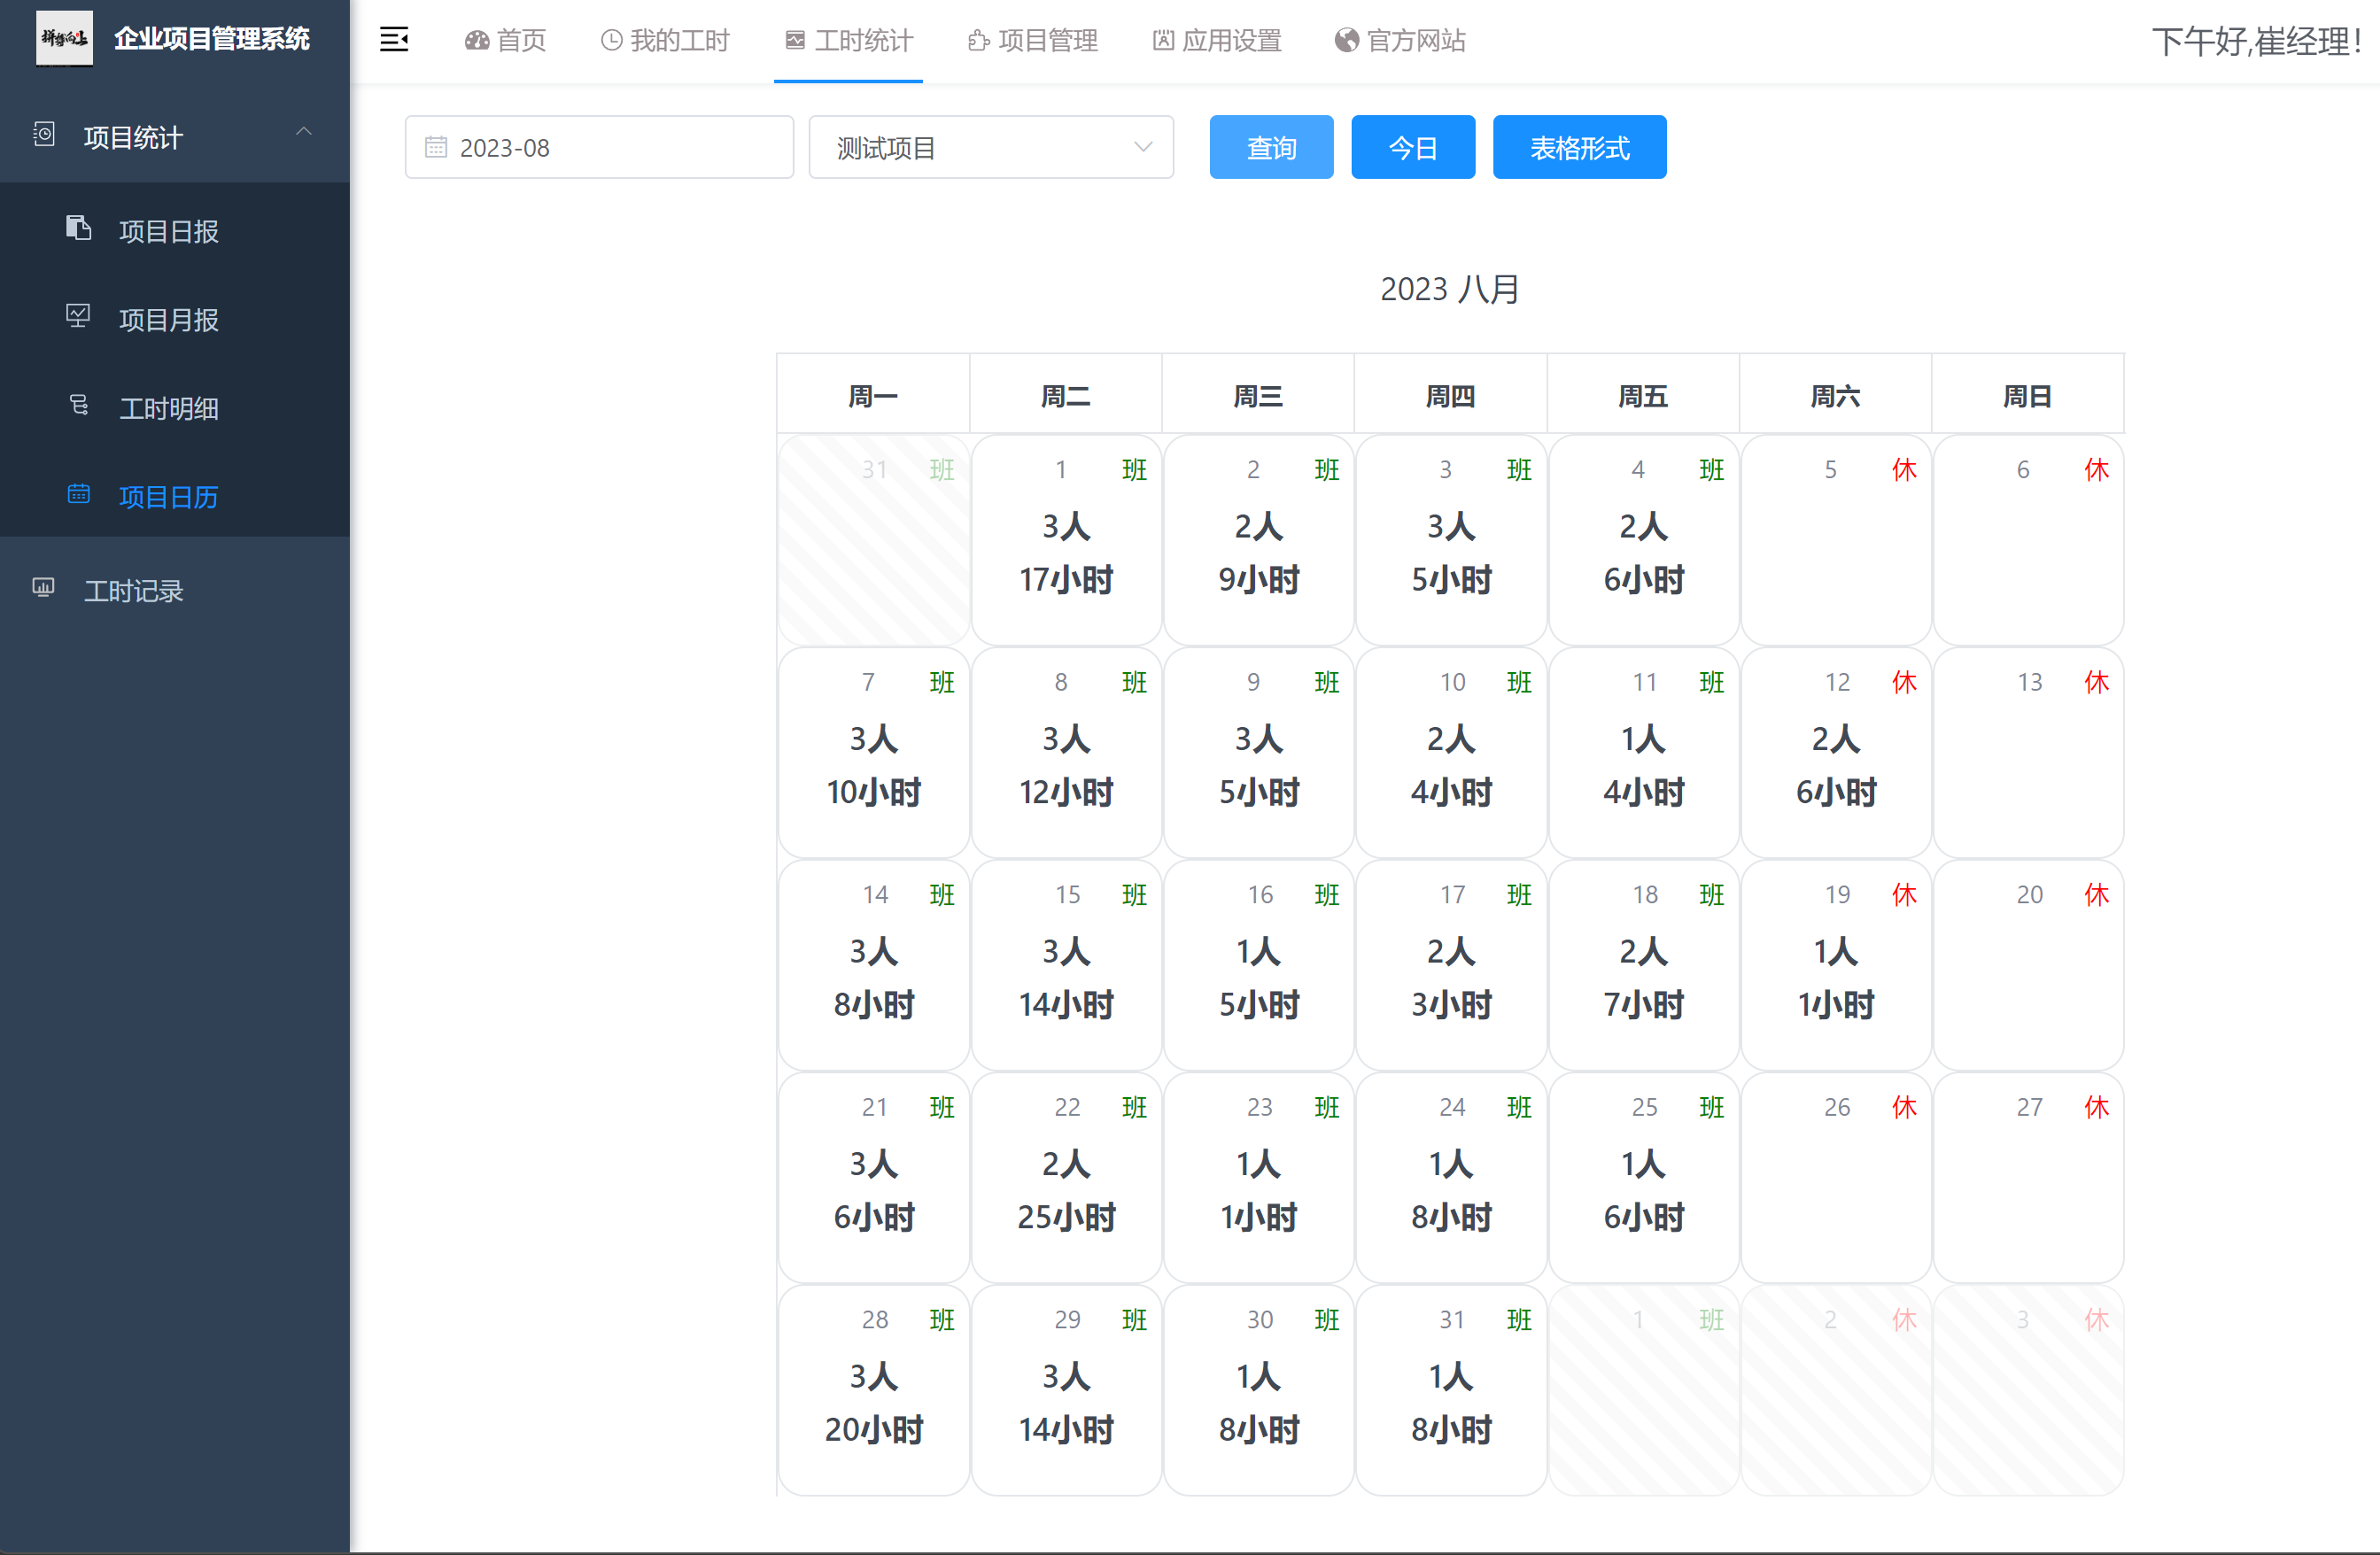 拼搏向上
企业项目管理系统
首页
我的工时
工时统计
项目管理
应用设置
官方网站
下午好,崔经理!
项目统计
项目日报
项目月报
工时明细
项目日历
工时记录
2023-08
测试项目
查询
今日
表格形式
2023 八月
周一 周二 周三 周四 周五 周六 周日
31 班 1 班 2 班 3 班 4 班 5 休 6 休
3人 2人 3人 2人
17小时 9小时 5小时 6小时
7 班 8 班 9 班 10 班 11 班 12 休 13 休
3人 3人 3人 2人 1人 2人
10小时 12小时 5小时 4小时 4小时 6小时
14 班 15 班 16 班 17 班 18 班 19 休 20 休
3人 3人 1人 2人 2人 1人
8小时 14小时 5小时 3小时 7小时 1小时
21 班 22 班 23 班 24 班 25 班 26 休 27 休
3人 2人 1人 1人 1人
6小时 25小时 1小时 8小时 6小时
28 班 29 班 30 班 31 班 1 班 2 休 3 休
3人 3人 1人 1人
20小时 14小时 8小时 8小时